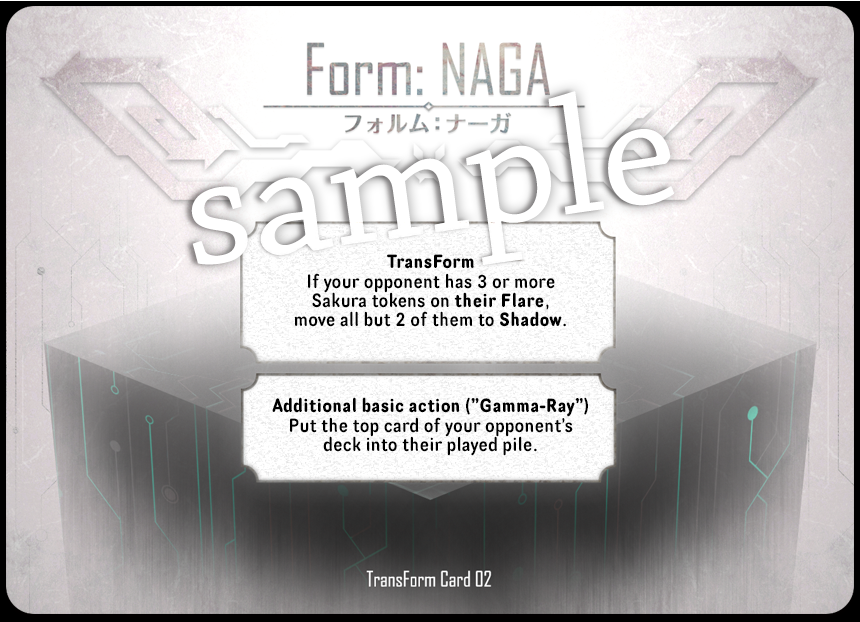 Form: NAGA
フォルム：ナーガ
sample
TransForm
If your opponent has 3 or more
Sakura tokens on their Flare,
move all but 2 of them to Shadow.
Additional basic action ("Gamma-Ray")
Put the top card of your opponent's
deck into their played pile.
TransForm Card 02